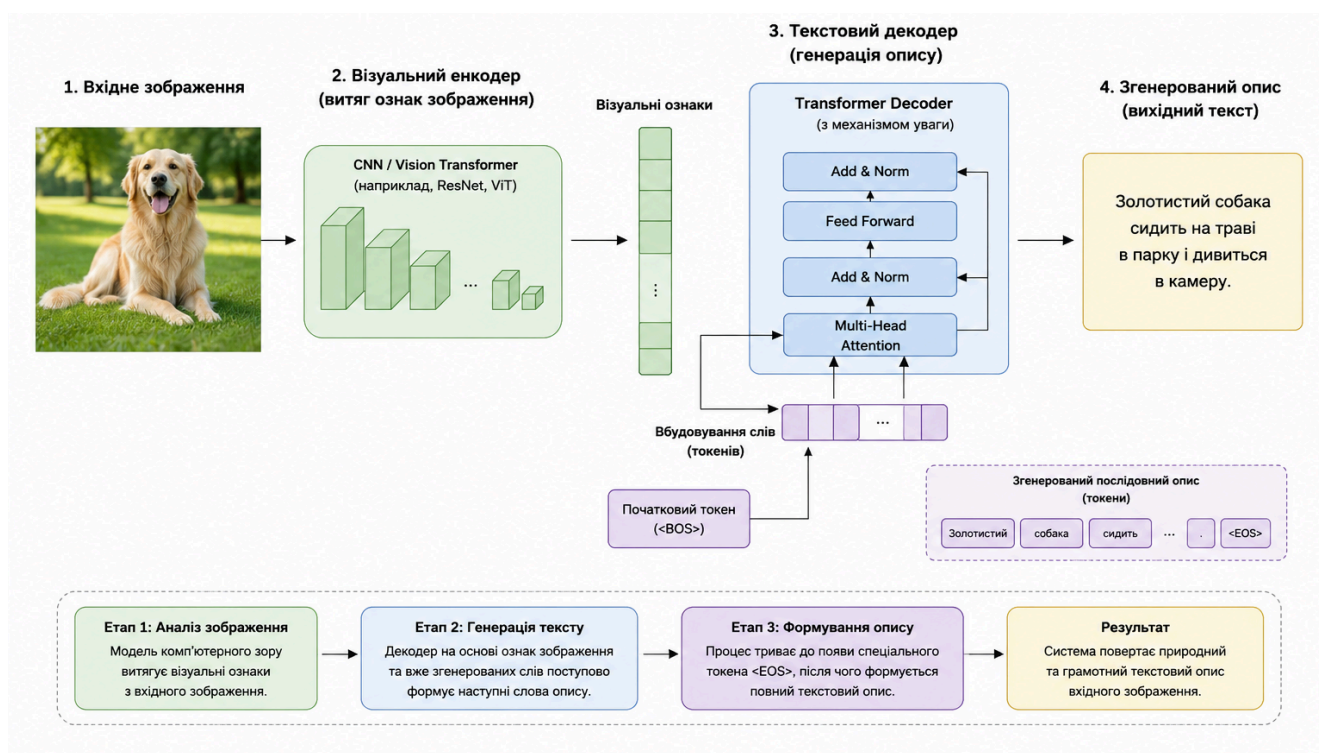 1. Вхідне зображення
2. Візуальний енкодер
(витяг ознак зображення)
CNN / Vision Transformer
(наприклад, ResNet, ViT)
...
Візуальні ознаки
...
3. Текстовий декодер
(генерація опису)
Transformer Decoder
(з механізмом уваги)
Add & Norm
Feed Forward
Add & Norm
Multi-Head
Attention
...
Вбудовування слів
(токенів)
Початковий токен
(<BOS>)
4. Згенерований опис
(вихідний текст)
Золотистий собака
сидить на траві
в парку і дивиться
в камеру.
Згенерований послідовний опис
(токени)
Золотистий собака сидить ... . <EOS>
Етап 1: Аналіз зображення
Модель комп'ютерного зору
витягує візуальні ознаки
з вхідного зображення.
Етап 2: Генерація тексту
Декодер на основі ознак зображення
та вже згенерованих слів поступово
формує наступні слова опису.
Етап 3: Формування опису
Процес триває до появи спеціального
токена <EOS>, після чого формується
повний текстовий опис.
Результат
Система повертає природний
та грамотний текстовий опис
вхідного зображення.